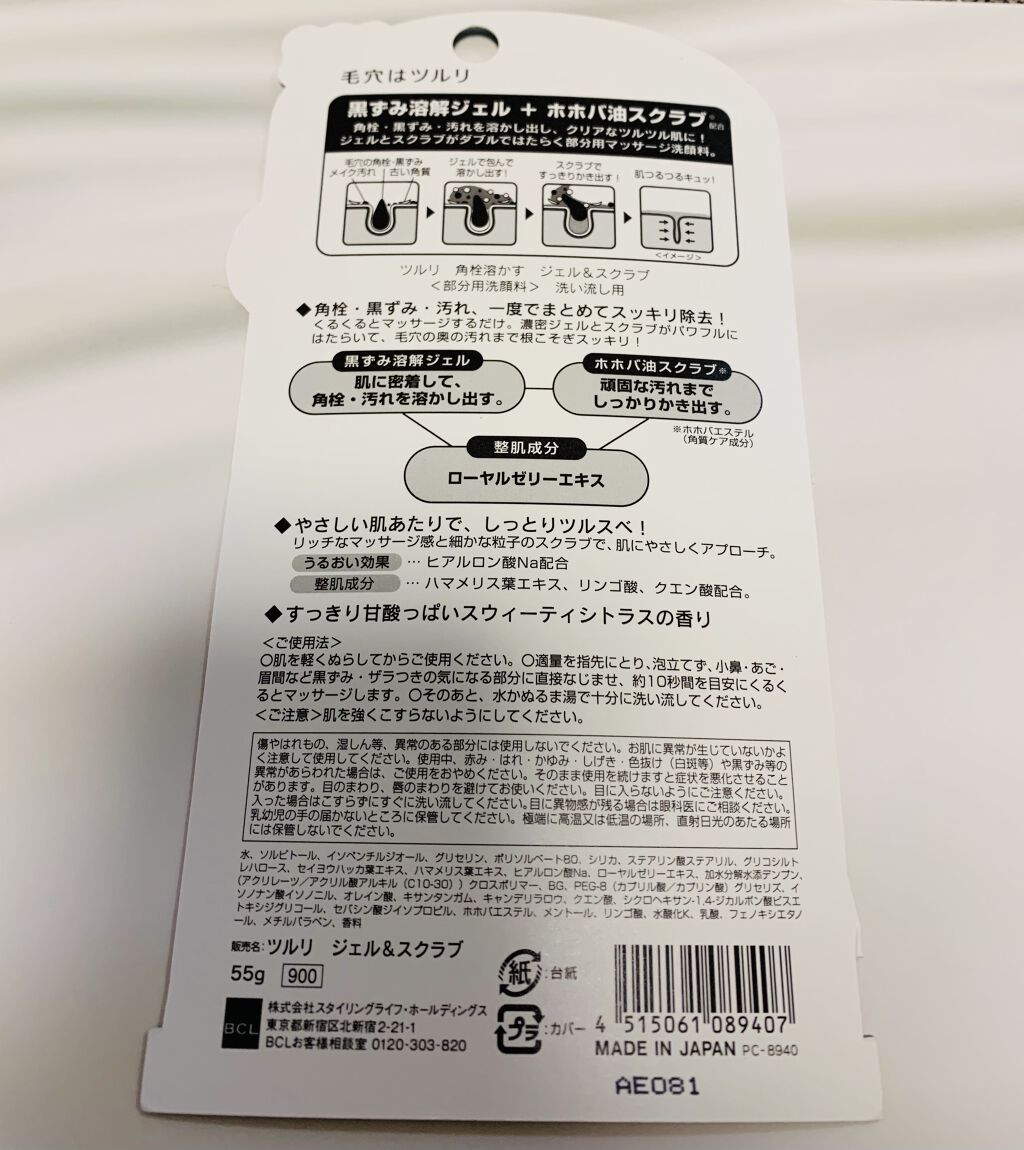 毛穴はツルリ
黒ずみ溶解ジェル + ホホバ油スクラブ※配合
角栓・黒ずみ・汚れを溶かし出し、クリアなツルツル肌に!
ジェルとスクラブがダブルではたらく部分用マッサージ洗顔料。
毛穴の角栓・黒ずみ
メイク汚れ 古い角質
ジェルで包んで
溶かし出す!
スクラブで
すっきりかき出す!
肌つるつるキュッ!
<イメージ>
ツルリ 角栓溶かす ジェル&スクラブ
<部分用洗顔料> 洗い流し用
◆角栓・黒ずみ・汚れ、一度でまとめてスッキリ除去!
くるくるとマッサージするだけ。濃密ジェルとスクラブがパワフルに
はたらいて、毛穴の奥の汚れまで根こそぎスッキリ!
黒ずみ溶解ジェル
肌に密着して、
角栓・汚れを溶かし出す。
ホホバ油スクラブ※
頑固な汚れまで
しっかりかき出す。
※ホホバエステル
(角質ケア成分)
整肌成分
ローヤルゼリーエキス
◆やさしい肌あたりで、しっとりツルスベ!
リッチなマッサージ感と細かな粒子のスクラブで、肌にやさしくアプローチ。
うるおい効果 … ヒアルロン酸Na配合
整肌成分 … ハマメリス葉エキス、リンゴ酸、クエン酸配合。
◆すっきり甘酸っぱいスウィーティシトラスの香り
<ご使用法>
○肌を軽くぬらしてからご使用ください。○適量を指先にとり、泡立てず、小鼻・あご・
眉間など黒ずみ・ザラつきの気になる部分に直接なじませ、約10秒間を目安にくるく
るとマッサージします。○そのあと、水かぬるま湯で十分に洗い流してください。
<ご注意>肌を強くこすらないようにしてください。
傷やはれもの、湿しん等、異常のある部分には使用しないでください。お肌に異常が生じていないかよ
く注意して使用してください。使用中、赤み・はれ・かゆみ・しげき・色抜け(白斑等)や黒ずみ等の
異常があらわれた場合は、ご使用をおやめください。そのまま使用を続けますと症状を悪化させること
があります。目のまわり、唇のまわりを避けてお使いください。目に入らないようにご注意ください。
入った場合はこすらずにすぐに洗い流してください。目に異物感が残る場合は眼科医にご相談ください。
乳幼児の手の届かないところに保管してください。極端に高温又は低温の場所、直射日光のあたる場所
には保管しないでください。
水、ソルビトール、イソペンチルジオール、グリセリン、ポリソルベート80、シリカ、ステアリン酸ステアリル、グリコシルト
レハロース、セイヨウハッカ葉エキス、ハマメリス葉エキス、ヒアルロン酸Na、ローヤルゼリーエキス、加水分解水添デンプン、
(アクリレーツ/アクリル酸アルキル(C10-30))クロスポリマー、BG、PEG-8(カプリル酸/カプリン酸)グリセリズ、イ
ソノナン酸イソノニル、オレイン酸、キサンタンガム、キャンデリラロウ、クエン酸、シクロヘキサン-1,4-ジカルボン酸ビスエ
トキシジグリコール、セバシン酸ジイソプロピル、ホホバエステル、メントール、リンゴ酸、水酸化K、乳酸、フェノキシエタノ
ール、メチルパラベン、香料
販売名:ツルリ ジェル&スクラブ
55g 900
BCL
株式会社スタイリングライフ・ホールディングス
東京都新宿区北新宿2-21-1
BCLお客様相談室 0120-303-820
紙 :台紙
プラ :カバー
4 515061 089407
MADE IN JAPAN PC-8940
AE081